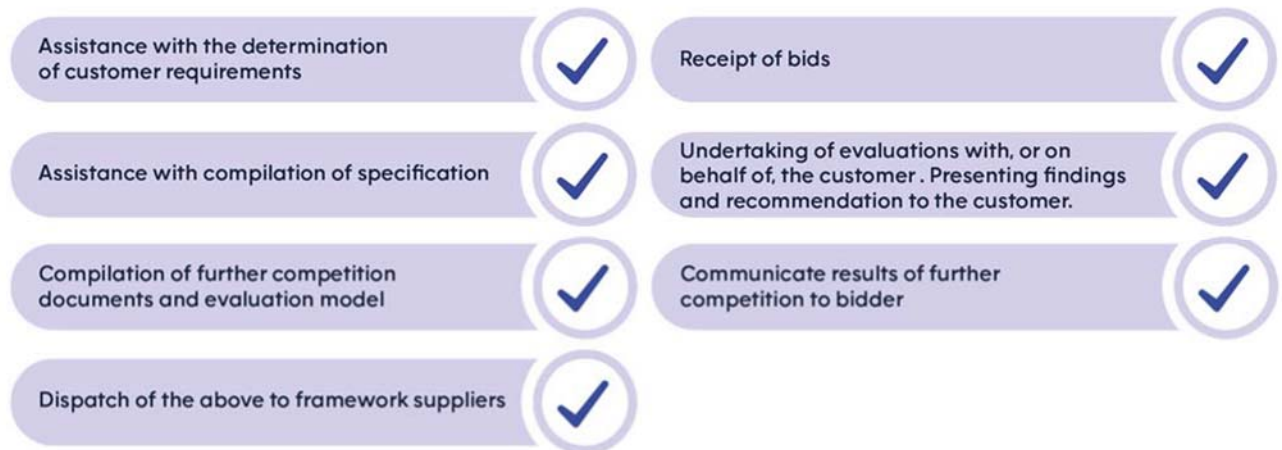 Assistance with the determination
of customer requirements
Assistance with compilation of specification
Compilation of further competition
documents and evaluation model
Dispatch of the above to framework suppliers
Receipt of bids
Undertaking of evaluations with, or on
behalf of, the customer . Presenting findings
and recommendation to the customer.
Communicate results of further
competition to bidder